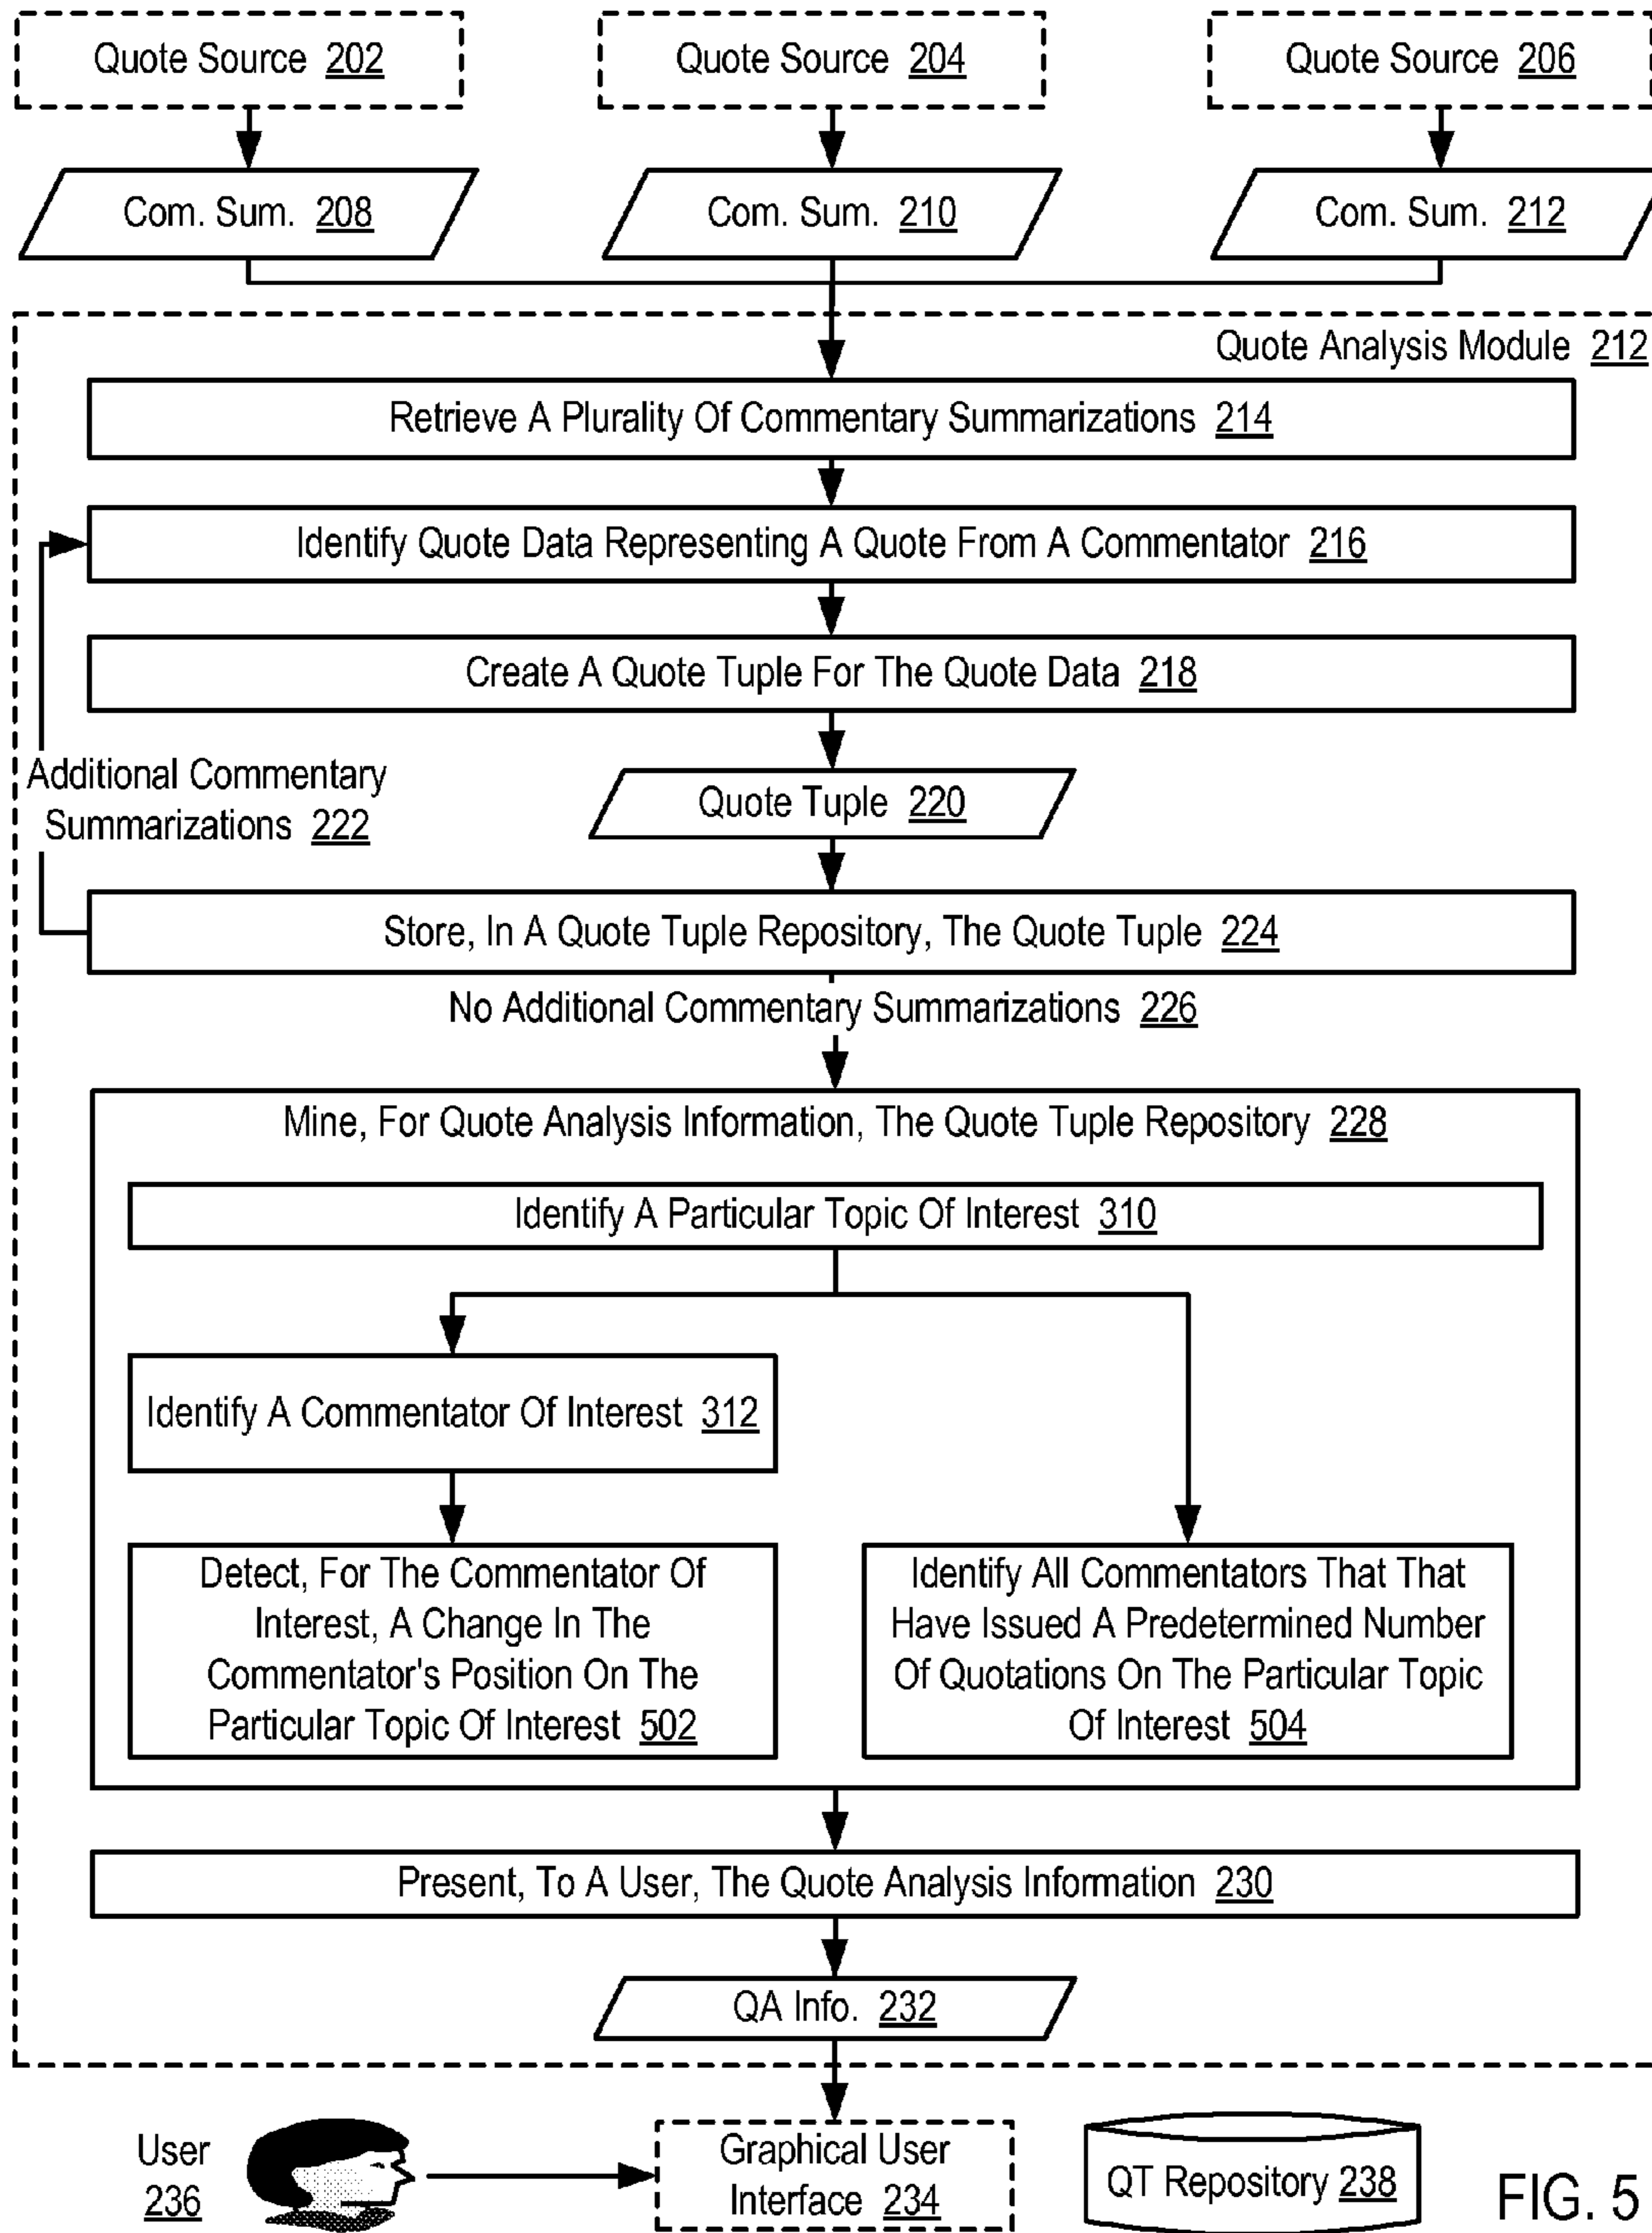 Quote Source 202
Quote Source 204
Quote Source 206
Com. Sum. 208
Com. Sum. 210
Com. Sum. 212
Quote Analysis Module 212
Retrieve A Plurality Of Commentary Summarizations 214
Identify Quote Data Representing A Quote From A Commentator 216
Create A Quote Tuple For The Quote Data 218
Additional Commentary
Summarizations 222
Quote Tuple 220
Store, In A Quote Tuple Repository, The Quote Tuple 224
No Additional Commentary Summarizations 226
Mine, For Quote Analysis Information, The Quote Tuple Repository 228
Identify A Particular Topic Of Interest 310
Identify A Commentator Of Interest 312
Detect, For The Commentator Of
Interest, A Change In The
Commentator's Position On The
Particular Topic Of Interest 502
Identify All Commentators That That
Have Issued A Predetermined Number
Of Quotations On The Particular Topic
Of Interest 504
Present, To A User, The Quote Analysis Information 230
QA Info. 232
User
236
Graphical User
Interface 234
QT Repository 238
FIG. 5